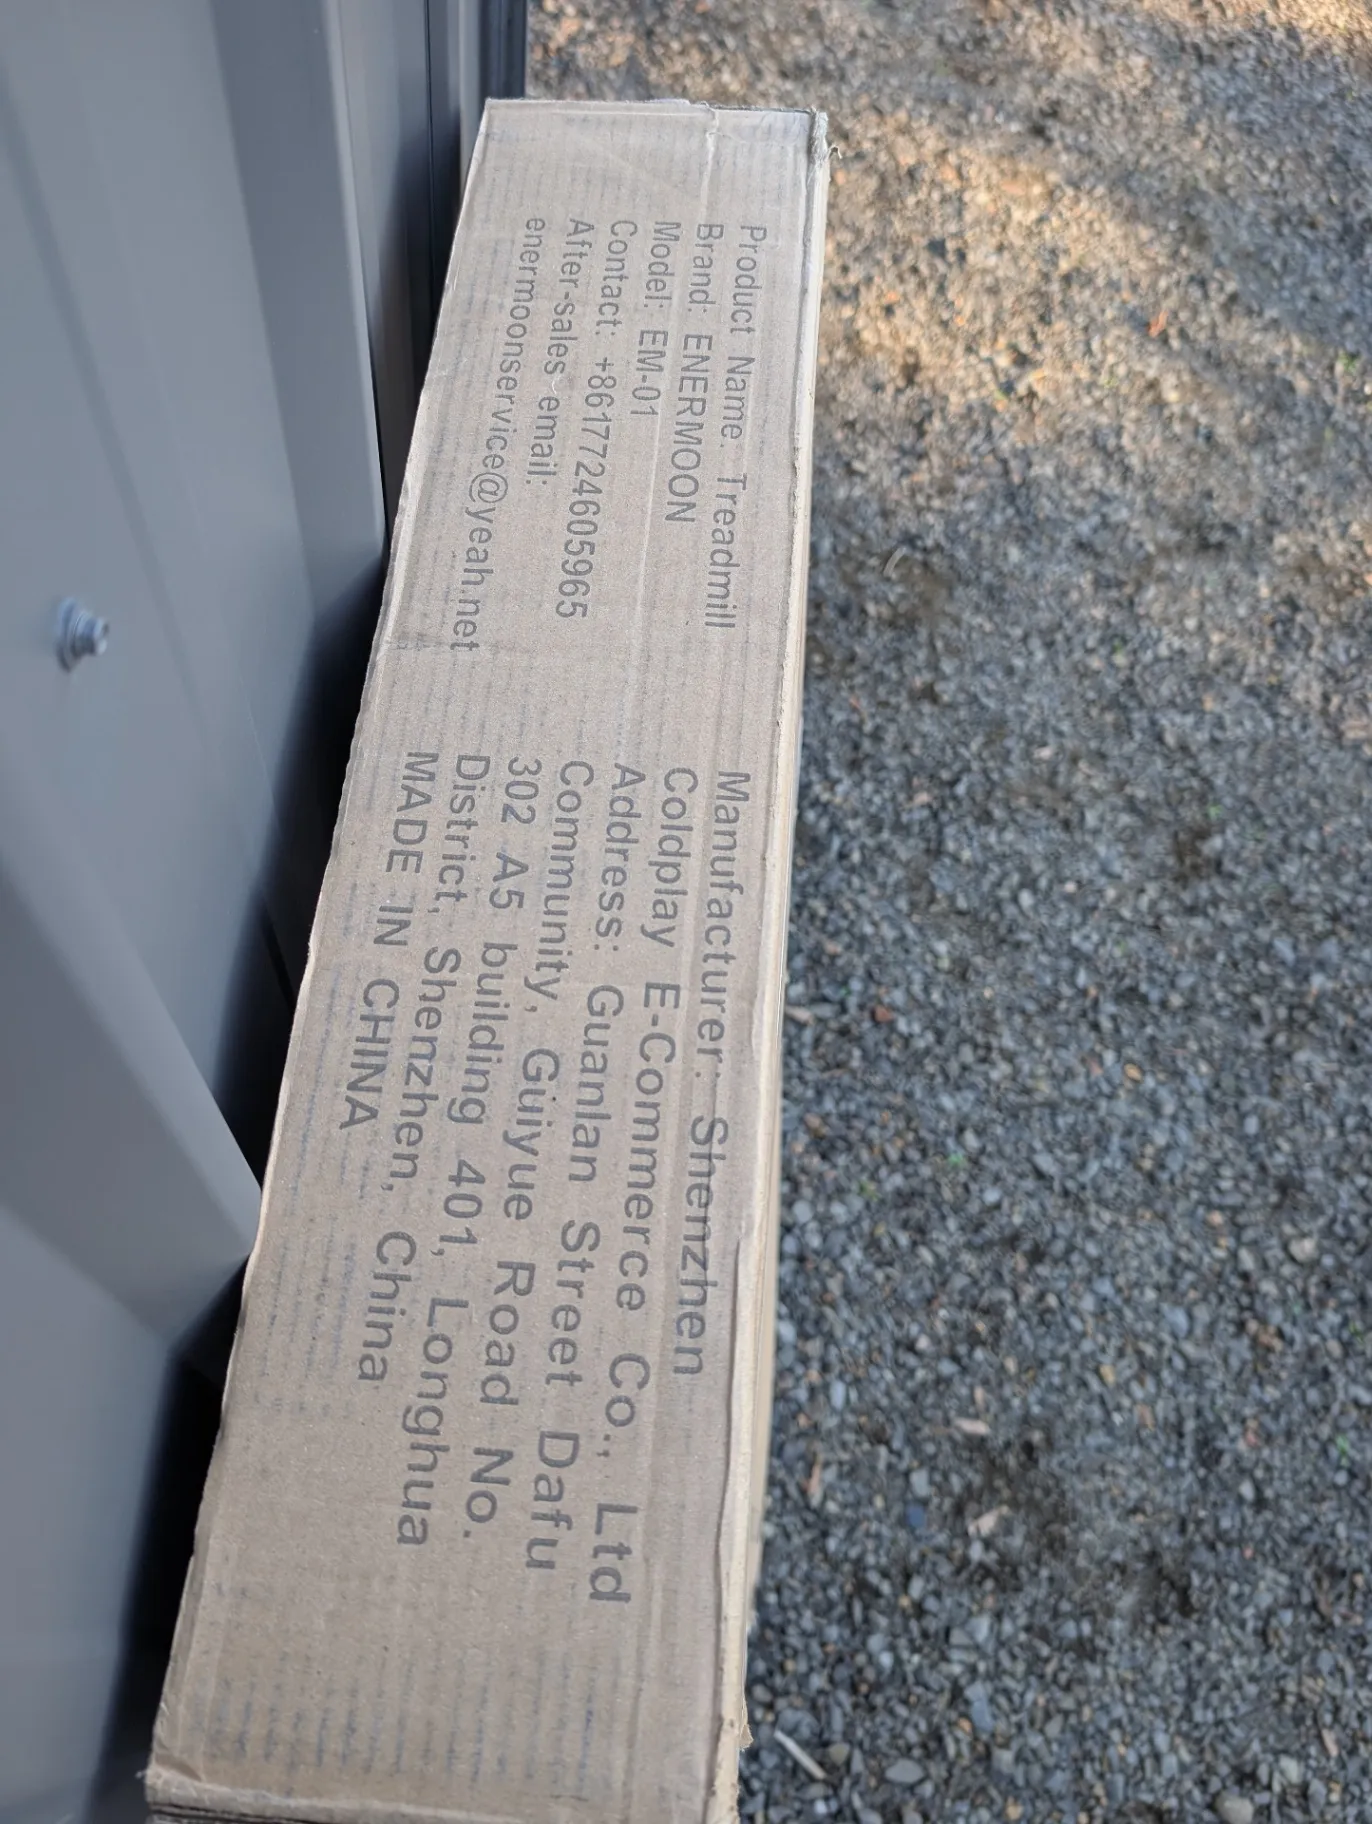 Product Name: Treadmill
Brand: ENERMOON
Model: EM-01
Contact: +8617724605965
After-sales email:
enermoonservice@yeah.net
Manufacturer: Shenzhen
Coldplay E-Commerce Co., Ltd
Address: Guanlan Street Dafu
Community, Guiyue Road No.
302 A5 building 401, Longhua
District, Shenzhen, China
MADE IN CHINA